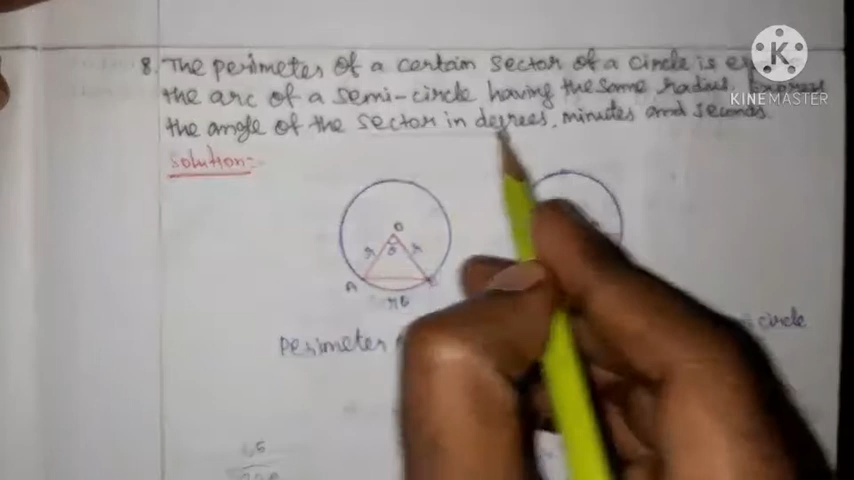 8. The perimeter of a certain sector of a circle is
the arc of a semi-circle having the same radius.
the angle of the sector in degrees, minutes and seconds.
Solution:-
O
θ
r r
A
rθ
Perimeter circle
K
KINEMASTER